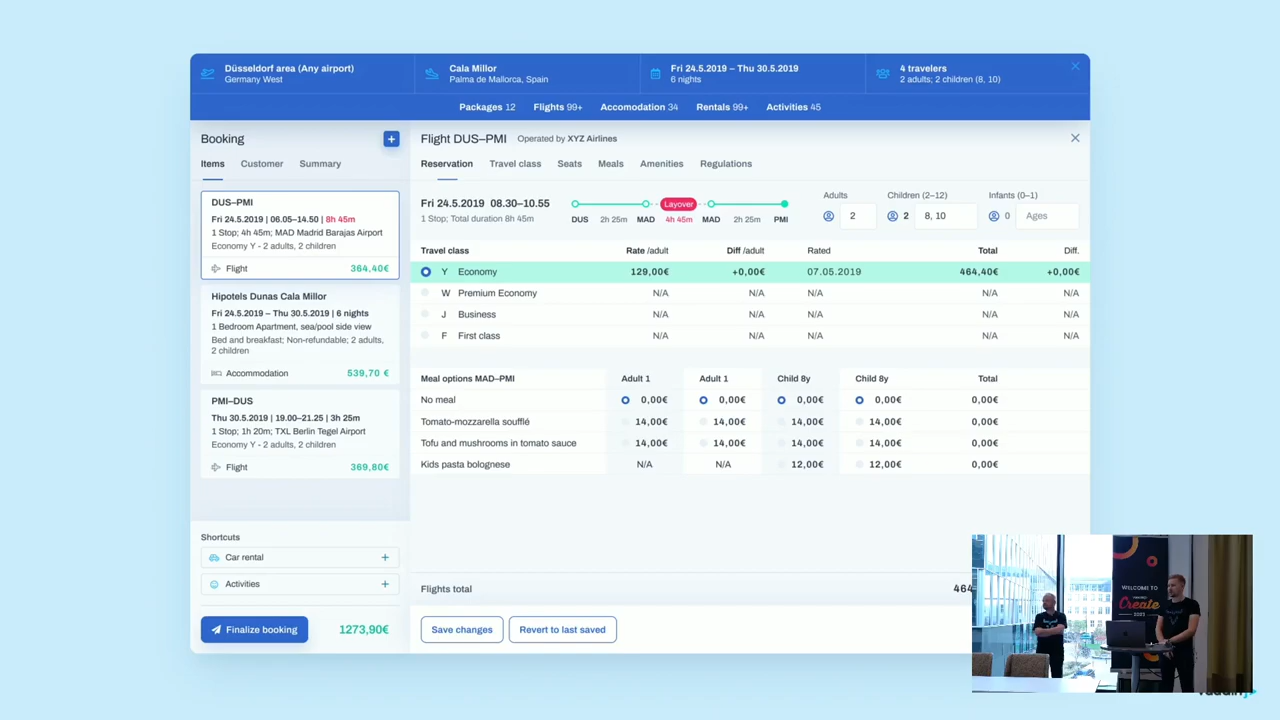 Düsseldorf area (Any airport)
Germany West
Cala Millor
Palma de Mallorca, Spain
Fri 24.5.2019 – Thu 30.5.2019
6 nights
4 travelers
2 adults; 2 children (8, 10)
Packages 12 Flights 99+ Accomodation 34 Rentals 99+ Activities 45
Booking
Items Customer Summary
DUS–PMI
Fri 24.5.2019 | 06.05–14.50 | 8h 45m
1 Stop; 4h 45m; MAD Madrid Barajas Airport
Economy Y - 2 adults, 2 children
Flight 364,40€
Hipotels Dunas Cala Millor
Fri 24.5.2019 – Thu 30.5.2019 | 6 nights
1 Bedroom Apartment, sea/pool side view
Bed and breakfast; Non-refundable; 2 adults,
2 children
Accommodation 539,70 €
PMI–DUS
Thu 30.5.2019 | 19.00–21.25 | 3h 25m
1 Stop; 1h 20m; TXL Berlin Tegel Airport
Economy Y - 2 adults, 2 children
Flight 369,80€
Shortcuts
Car rental +
Activities +
Finalize booking 1273,90€
Flight DUS–PMI Operated by XYZ Airlines
Reservation Travel class Seats Meals Amenities Regulations
Fri 24.5.2019 08.30–10.55
1 Stop; Total duration 8h 45m
Layover
DUS 2h 25m MAD 4h 45m MAD 2h 25m PMI
Adults Children (2–12) Infants (0–1)
2 2 8, 10 0 Ages
Travel class Rate /adult Diff /adult Rated Total Diff.
Y Economy 129,00€ +0,00€ 07.05.2019 464,40€ +0,00€
W Premium Economy N/A N/A N/A N/A N/A
J Business N/A N/A N/A N/A N/A
F First class N/A N/A N/A N/A N/A
Meal options MAD–PMI Adult 1 Adult 1 Child 8y Child 8y Total
No meal 0,00€ 0,00€ 0,00€ 0,00€ 0,00€
Tomato-mozzarella soufflé 14,00€ 14,00€ 14,00€ 14,00€ 0,00€
Tofu and mushrooms in tomato sauce 14,00€ 14,00€ 14,00€ 14,00€ 0,00€
Kids pasta bolognese N/A N/A 12,00€ 12,00€ 0,00€
Flights total 464
Save changes Revert to last saved
WELCOME TO
Create